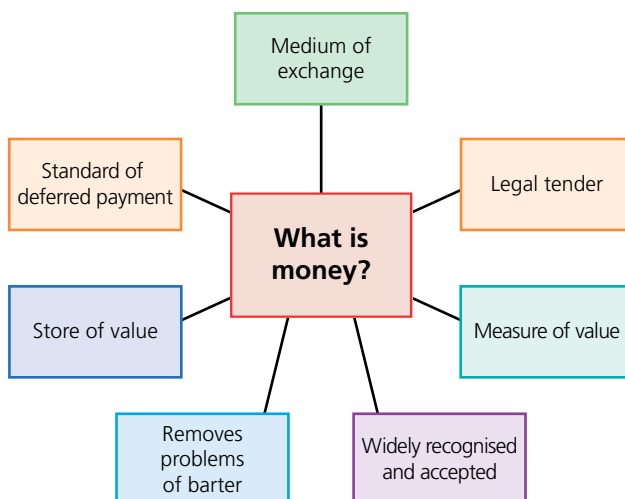 Medium of
exchange
Standard of
deferred payment
Legal tender
What is
money?
Store of value
Measure of value
Removes
problems
of barter
Widely recognised
and accepted